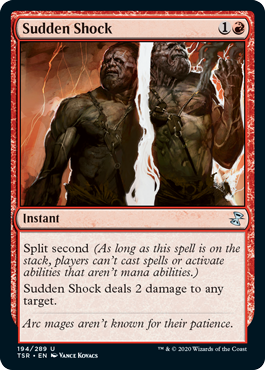 Sudden Shock 1
Instant
Split second (As long as this spell is on the
stack, players can't cast spells or activate
abilities that aren't mana abilities.)
Sudden Shock deals 2 damage to any
target.
Arc mages aren't known for their patience.
194/289 U
TSR • EN VANCE KOVACS
™ & © 2020 Wizards of the Coast